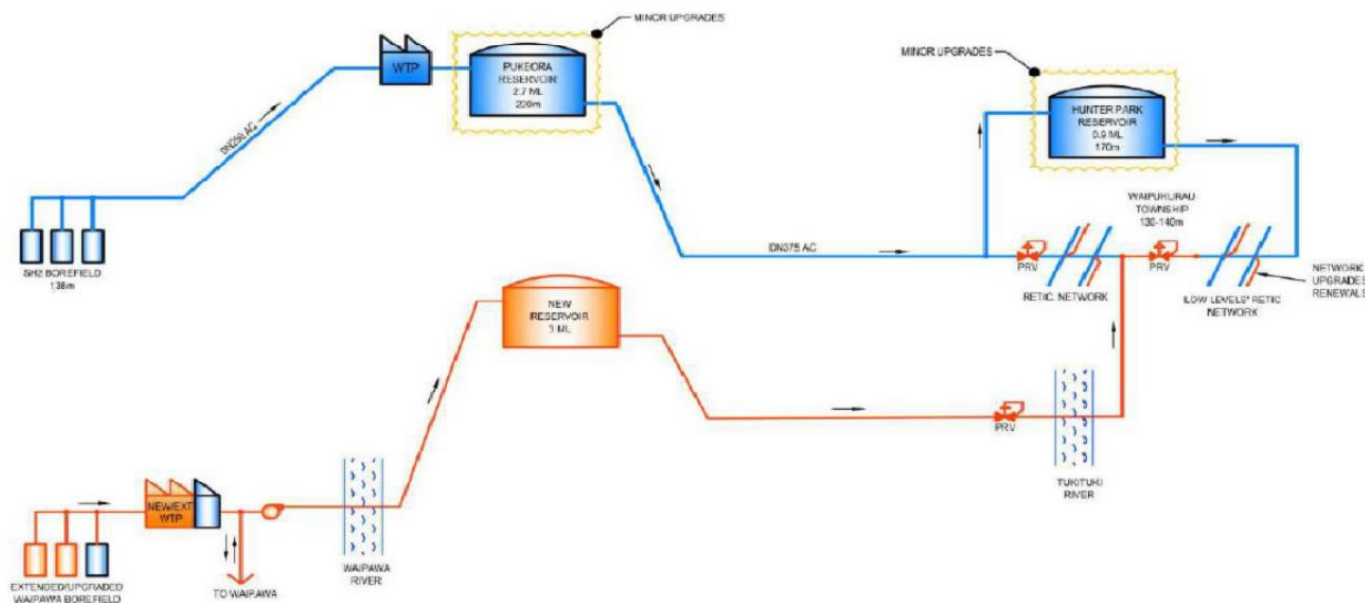 MINOR UPGRADES
WTP
PUKEORA
RESERVOIR
2.7 ML
220m
MINOR UPGRADES
HUNTER PARK
RESERVOIR
0.9 ML
170m
DN250 AC
WAIPUKURAU
TOWNSHIP
130-140m
SH2 BOREFIELD
138m
DN375 AC
PRV
RETIC. NETWORK
PRV
LOW LEVELS' RETIC
NETWORK
NETWORK
UPGRADES
RENEWALS
NEW
RESERVOIR
3 ML
PRV
TUKITUKI
RIVER
NEW/EXT
WTP
WAIPAWA
RIVER
TO WAIPAWA
EXTENDED/UPGRADED
WAIPAWA BOREFIELD